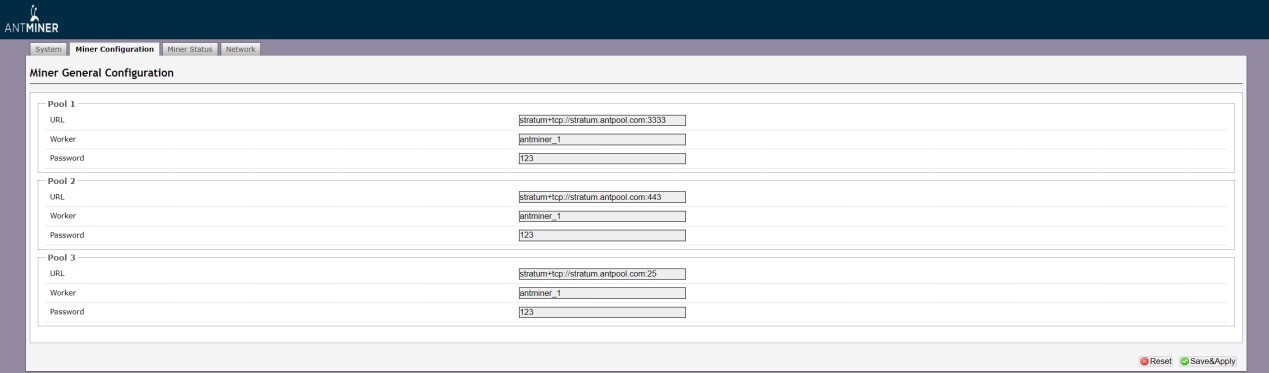 ANTMINER
System Miner Configuration Miner Status Network
Miner General Configuration
Pool 1
URL stratum+tcp://stratum.antpool.com:3333
Worker antminer_1
Password 123
Pool 2
URL stratum+tcp://stratum.antpool.com:443
Worker antminer_1
Password 123
Pool 3
URL stratum+tcp://stratum.antpool.com:25
Worker antminer_1
Password 123
Reset Save&Apply